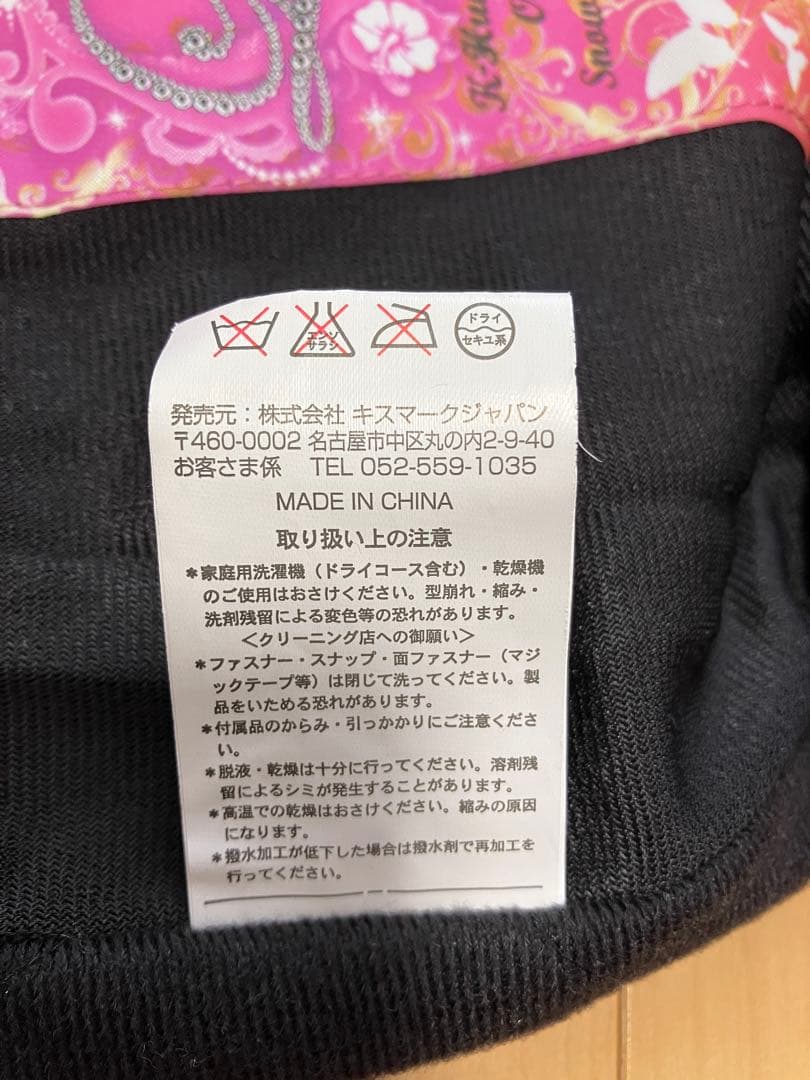 K-Hu
Snow
エンソ
サラシ
ドライ
セキユ系
発売元：株式会社 キスマークジャパン
〒460-0002 名古屋市中区丸の内2-9-40
お客さま係 TEL 052-559-1035
MADE IN CHINA
取り扱い上の注意
＊家庭用洗濯機（ドライコース含む）・乾燥機
のご使用はおさけください。型崩れ・縮み・
洗剤残留による変色等の恐れがあります。
＜クリーニング店への御願い＞
＊ファスナー・スナップ・面ファスナー（マジ
ックテープ等）は閉じて洗ってください。製
品をいためる恐れがあります。
＊付属品のからみ・引っかかりにご注意くださ
い。
＊脱液・乾燥は十分に行ってください。溶剤残
留によるシミが発生することがあります。
＊高温での乾燥はおさけください。縮みの原因
になります。
＊撥水加工が低下した場合は撥水剤で再加工を
行ってください。